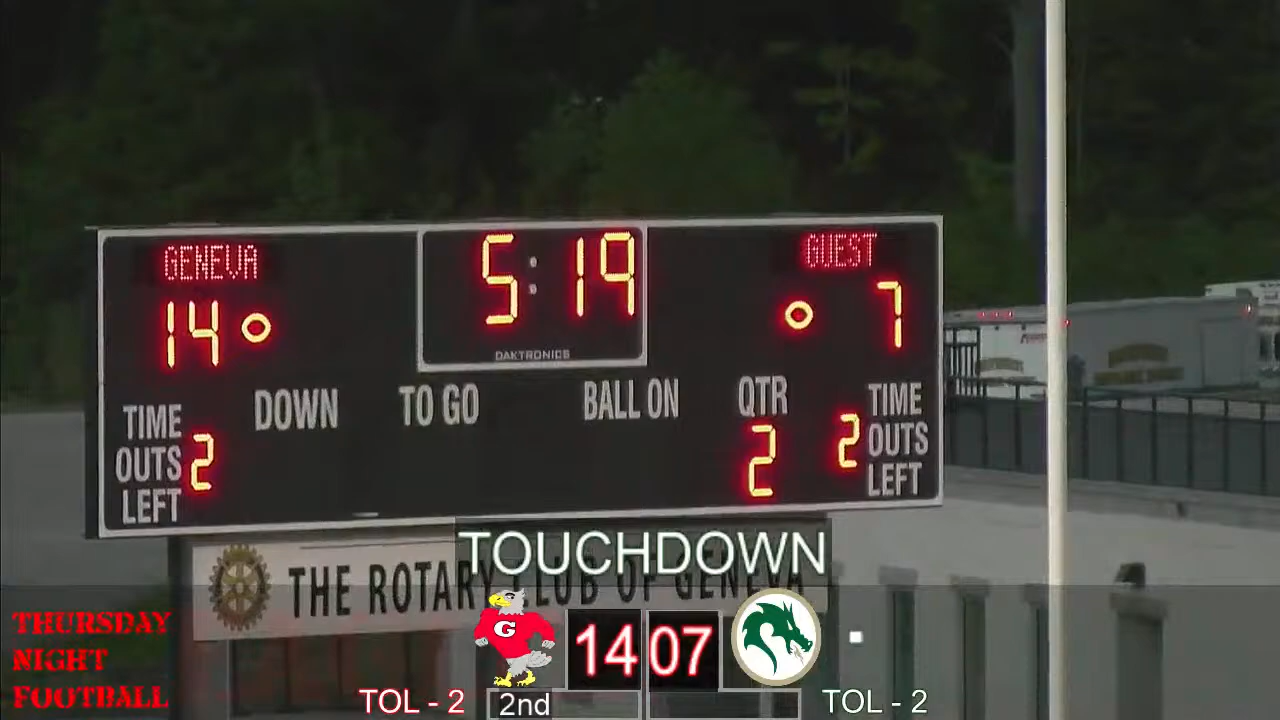 GENEVA 5:19 GUEST
14 7
DAKTRONICS
DOWN TO GO BALL ON QTR
TIME OUTS LEFT 2
2
2 TIME OUTS LEFT
TOUCHDOWN
THE ROTARY CLUB OF GENEVA
THURSDAY
NIGHT
FOOTBALL
G
14 07
TOL - 2 2nd TOL - 2